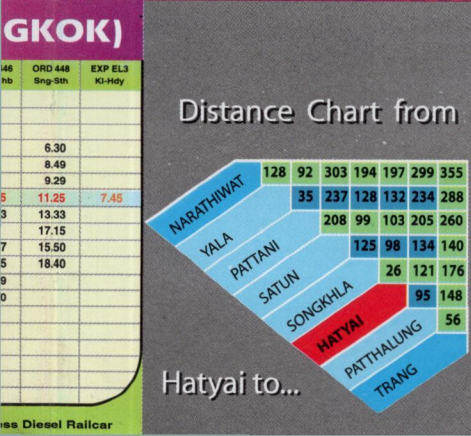 GKOK)
46 ORD 448 EXP EL3
hb Sng-Sth Kl-Hdy
6.30
8.49
9.29
5 11.25 7.45
3 13.33
17.15
7 15.50
5 18.40
9
0
ss Diesel Railcar
Distance Chart from
NARATHIWAT 128 92 303 194 197 299 355
YALA 35 237 128 132 234 288
PATTANI 208 99 103 205 260
SATUN 125 98 134 140
SONGKHLA 26 121 176
HATYAI 95 148
PATTHALUNG 56
TRANG
Hatyai to...